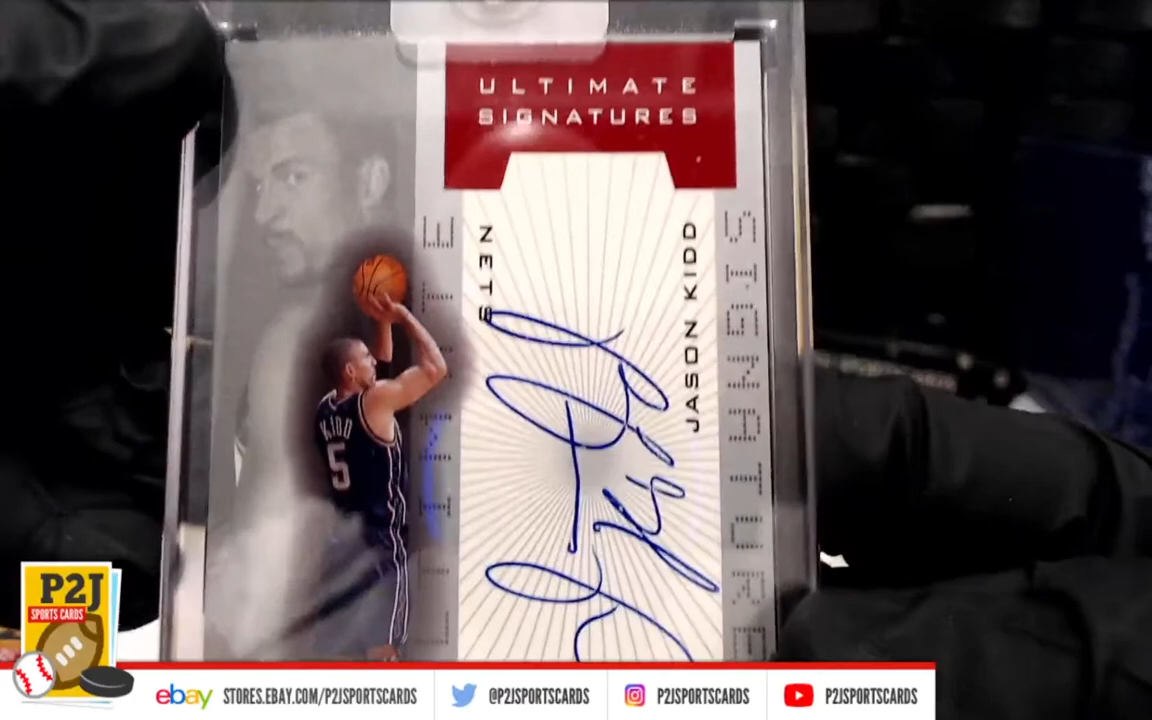 ULTIMATE
SIGNATURES
NETS
JASON KIDD
KIDD
5
P2J
SPORTS CARDS
ebay STORES.EBAY.COM/P2JSPORTSCARDS
@P2JSPORTSCARDS
P2JSPORTSCARDS
P2JSPORTSCARDS